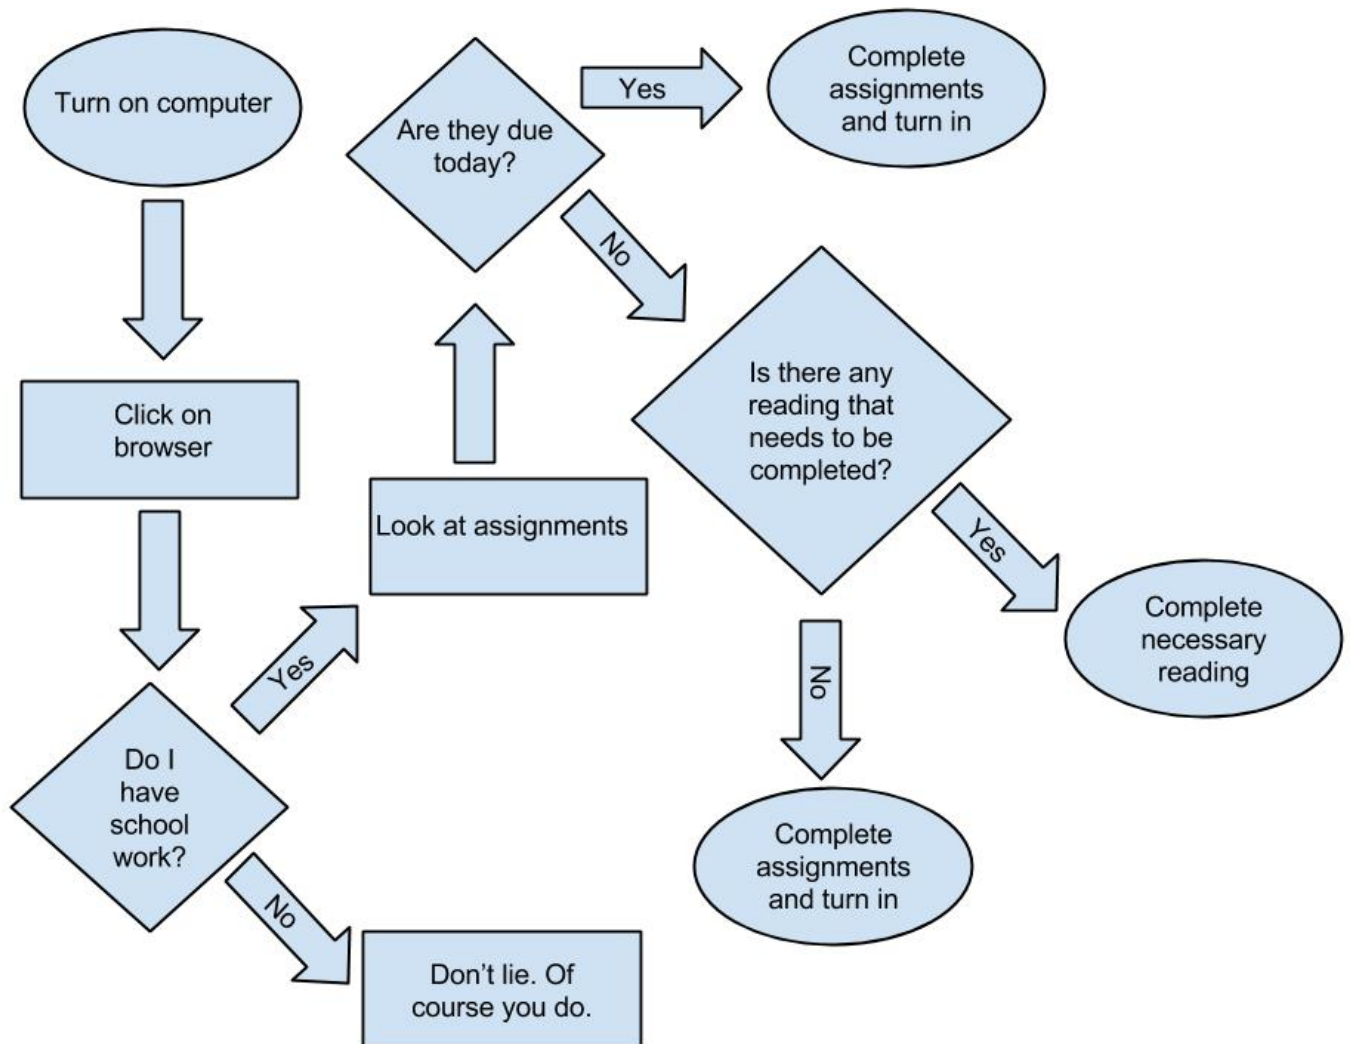 Turn on computer
Click on
browser
Do I
have
school
work?
Yes
No
Don't lie. Of
course you do.
Look at assignments
Are they due
today?
Yes
Complete
assignments
and turn in
No
Is there any
reading that
needs to be
completed?
Yes
Complete
necessary
reading
No
Complete
assignments
and turn in